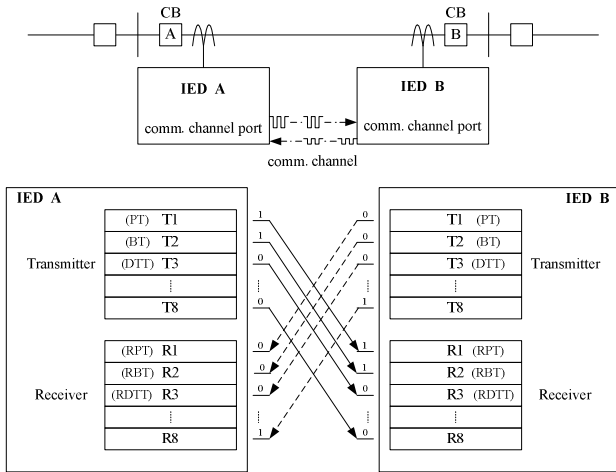 CB CB
A B
IED A IED B
comm. channel port comm. channel port
comm. channel
IED A IED B
(PT) T1 1 0 T1 (PT)
(BT) T2 1 0 T2 (BT)
Transmitter (DTT) T3 0 0 T3 (DTT) Transmitter
T8 0 1 T8
(RPT) R1 0 1 R1 (RPT)
(RBT) R2 0 1 R2 (RBT)
Receiver (RDTT) R3 0 0 R3 (RDTT) Receiver
R8 1 0 R8